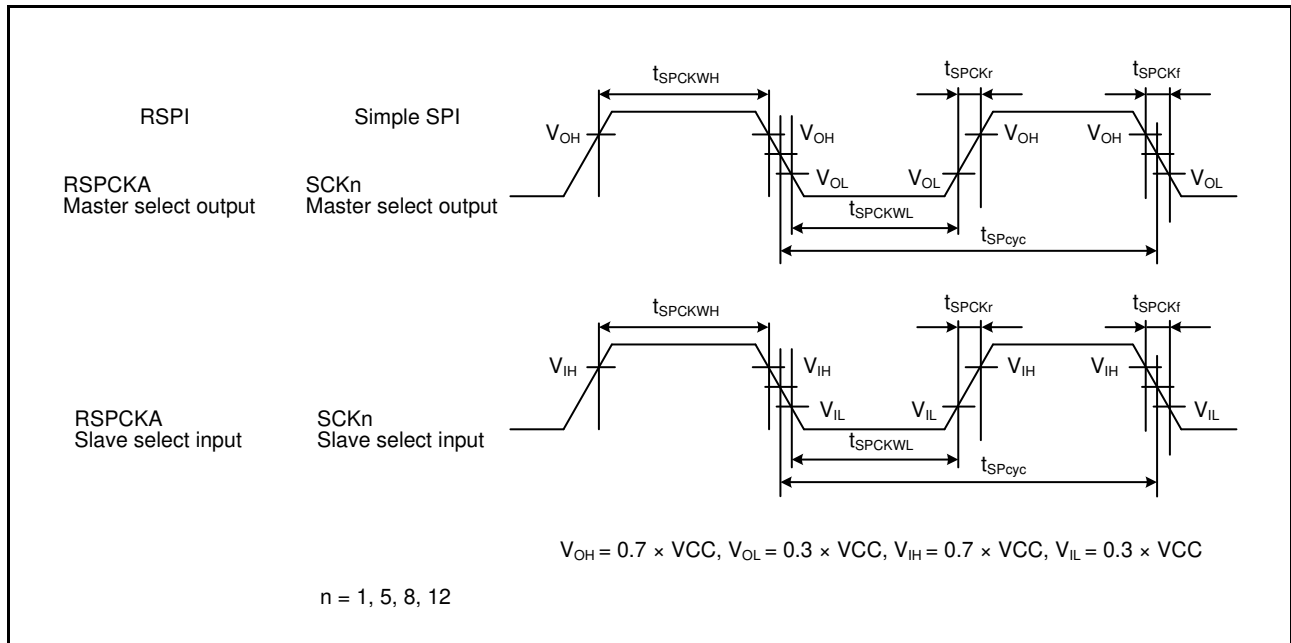 RSPI
Simple SPI
RSPCKA
Master select output
SCKn
Master select output
tSPCKWH
tSPCKr
tSPCKf
VOH
VOH
VOH
VOH
VOL
VOL
VOL
tSPCKWL
tSPcyc
RSPCKA
Slave select input
SCKn
Slave select input
tSPCKWH
tSPCKr
tSPCKf
VIH
VIH
VIH
VIH
VIL
VIL
VIL
tSPCKWL
tSPcyc
VOH = 0.7 × VCC, VOL = 0.3 × VCC, VIH = 0.7 × VCC, VIL = 0.3 × VCC
n = 1, 5, 8, 12